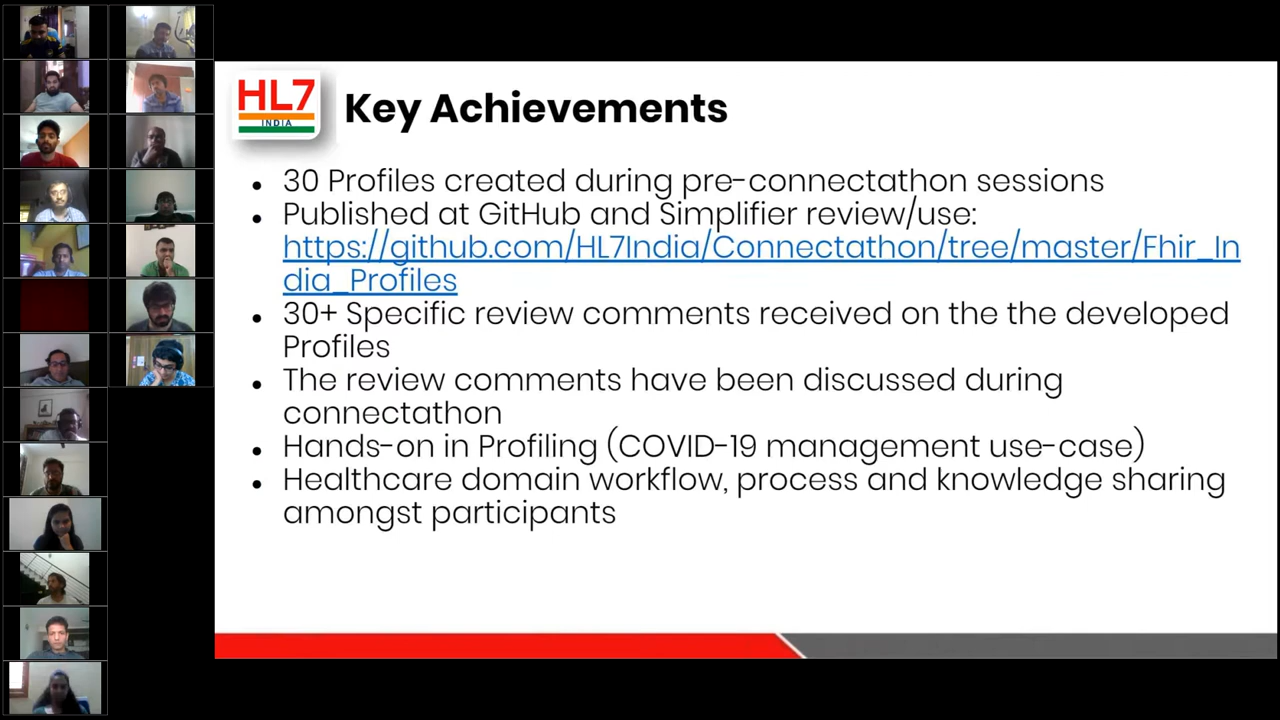 HL7
INDIA
Key Achievements
• 30 Profiles created during pre-connectathon sessions
• Published at GitHub and Simplifier review/use:
https://github.com/HL7India/Connectathon/tree/master/Fhir_In
dia_Profiles
• 30+ Specific review comments received on the the developed
Profiles
• The review comments have been discussed during
connectathon
• Hands-on in Profiling (COVID-19 management use-case)
• Healthcare domain workflow, process and knowledge sharing
amongst participants